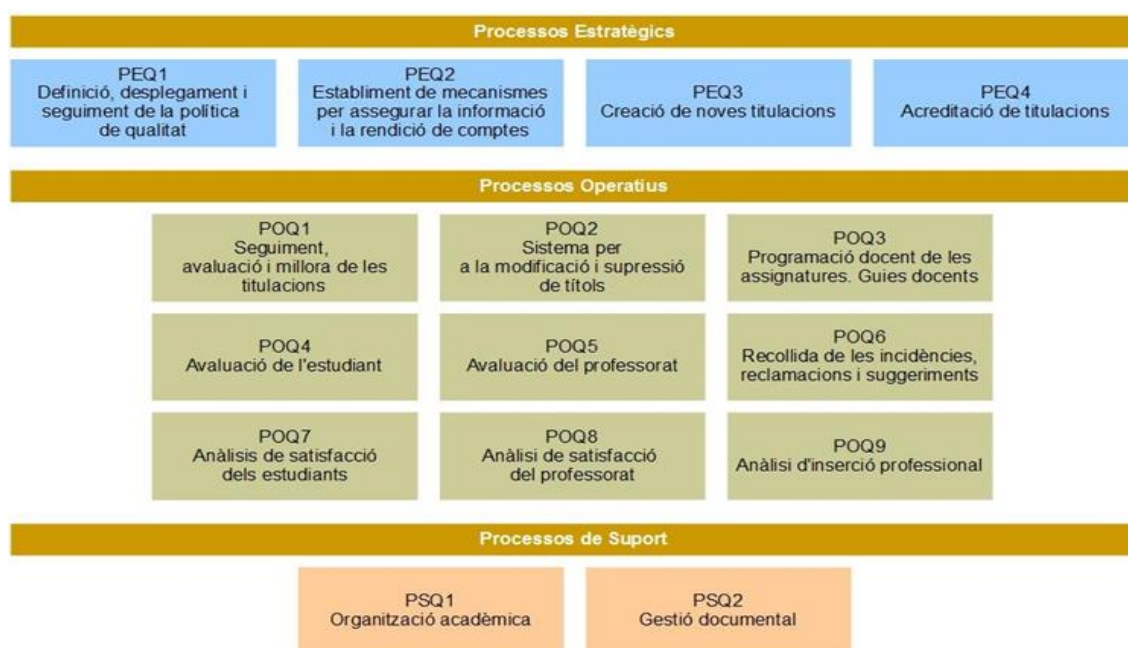 Processos Estratègics
PEQ1
Definició, desplegament i
seguiment de la política
de qualitat
PEQ2
Establiment de mecanismes
per assegurar la informació
i la rendició de comptes
PEQ3
Creació de noves titulacions
PEQ4
Acreditació de titulacions
Processos Operatius
POQ1
Seguiment,
avaluació i millora de les
titulacions
POQ2
Sistema per
a la modificació i supressió
de títols
POQ3
Programació docent de les
assignatures. Guies docents
POQ4
Avaluació de l'estudiant
POQ5
Avaluació del professorat
POQ6
Recollida de les incidències,
reclamacions i suggeriments
POQ7
Anàlisis de satisfacció
dels estudiants
POQ8
Anàlisi de satisfacció
del professorat
POQ9
Anàlisi d'inserció professional
Processos de Suport
PSQ1
Organització acadèmica
PSQ2
Gestió documental